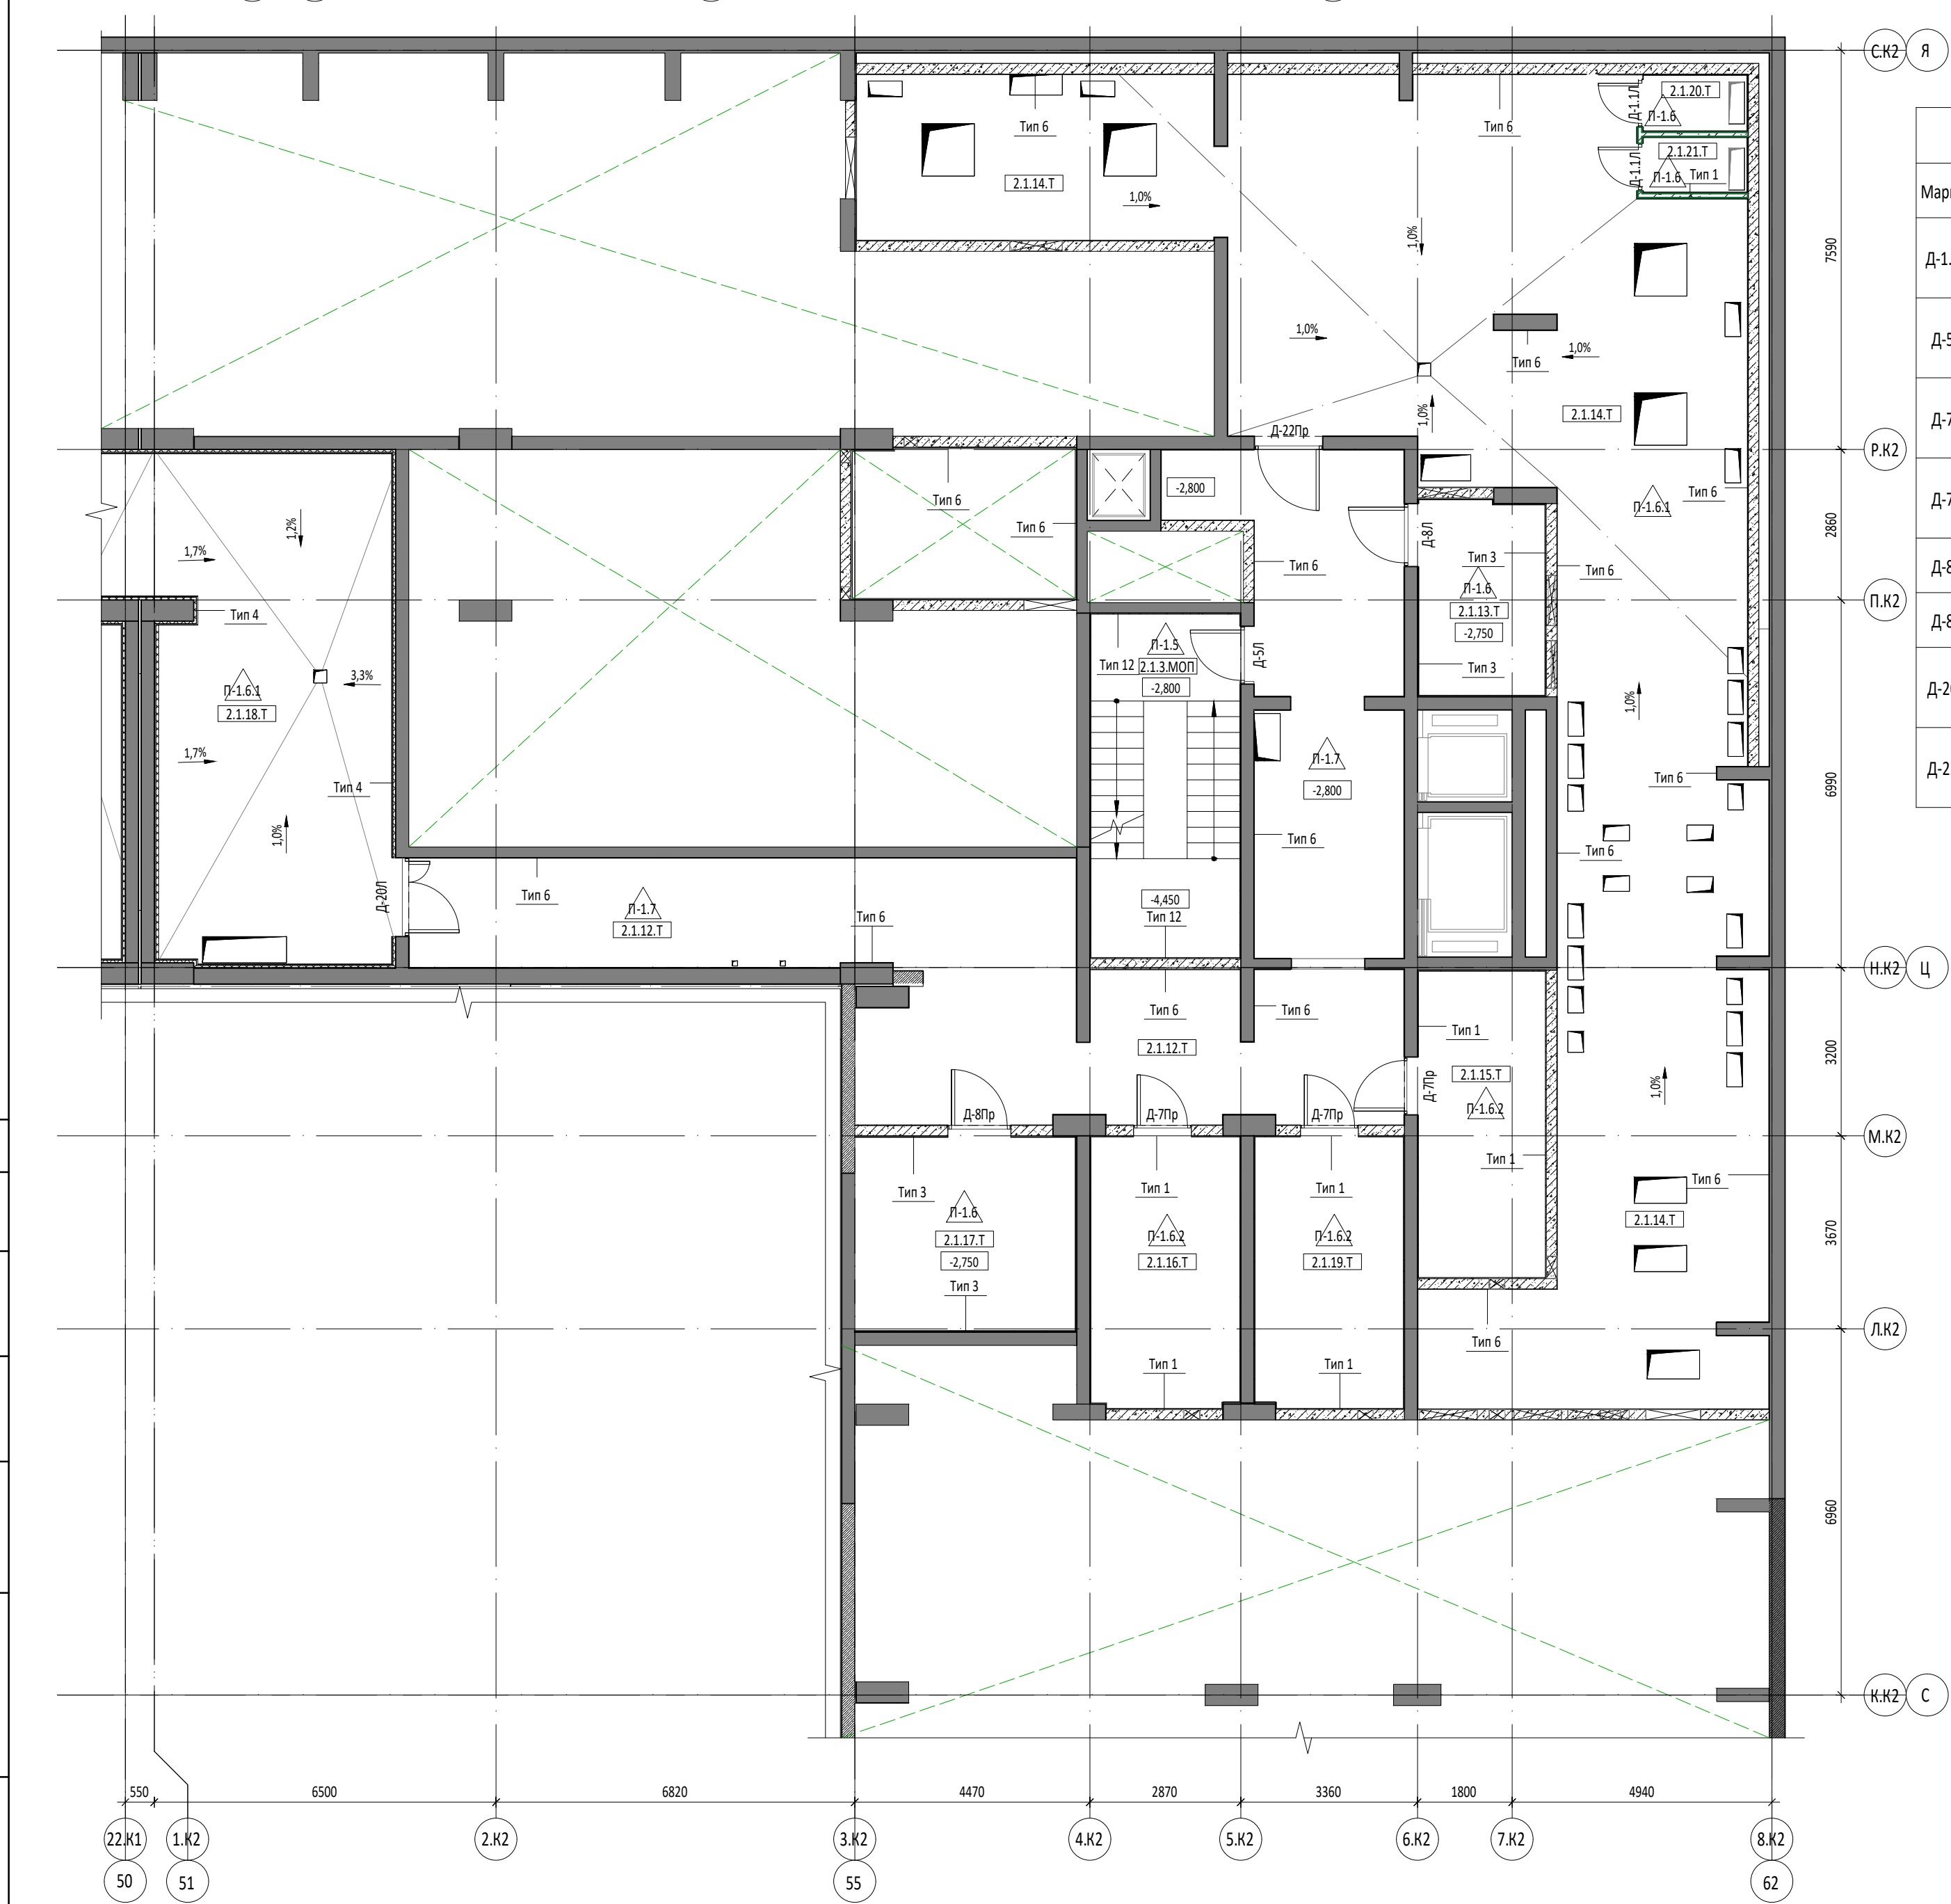 С.К2 Я
2.1.20.Т
Д-1.1Л
П-1.6
Тип 6
Тип 6
2.1.21.Т
Д-1.1Л
П-1.6
Тип 1
2.1.14.Т
1,0%
1,0%
7590
1,0%
1,0%
Тип 6
1,0%
2.1.14.Т
Д-22Пр
Р.К2
-2,800
Тип 6
Тип 6
П-1.6.1
Тип 6
1,2%
1,7%
Д-8Л
2860
Тип 3
Тип 6
Тип 6
П-1.6
2.1.13.Т
-2,750
П.К2
Тип 4
П-1.5
Тип 12
2.1.3.МОП
-2,800
Д-5Л
Тип 3
3,3%
П-1.6.1
2.1.18.Т
1,0%
1,7%
П-1.7
-2,800
Тип 6
Тип 4
6990
1,0%
Тип 6
Тип 6
Д-20Л
Тип 6
П-1.7
2.1.12.Т
Тип 6
-4,450
Тип 12
Н.К2 Ц
Тип 6
Тип 6
Тип 1
2.1.12.Т
3200
2.1.15.Т
П-1.6.2
Д-7Пр
1,0%
Д-8Пр
Д-7Пр
Д-7Пр
М.К2
Тип 1
Тип 3
Тип 1
Тип 1
Тип 6
П-1.6
2.1.17.Т
-2,750
П-1.6.2
2.1.16.Т
П-1.6.2
2.1.19.Т
2.1.14.Т
3670
Тип 3
Л.К2
Тип 6
Тип 1
Тип 1
6960
К.К2 С
550 6500 6820 4470 2870 3360 1800 4940
22.К1 1.К2 2.К2 3.К2 4.К2 5.К2 6.К2 7.К2 8.К2
50 51 55 62